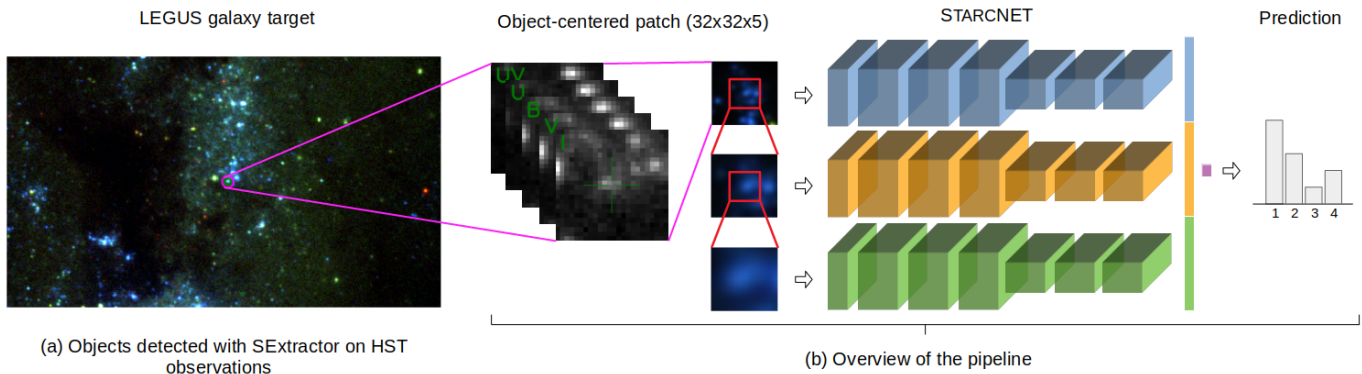 LEGUS galaxy target
Object-centered patch (32x32x5)
STARCNET
Prediction
UV
U
B
V
I
1 2 3 4
(a) Objects detected with SExtractor on HST
observations
(b) Overview of the pipeline